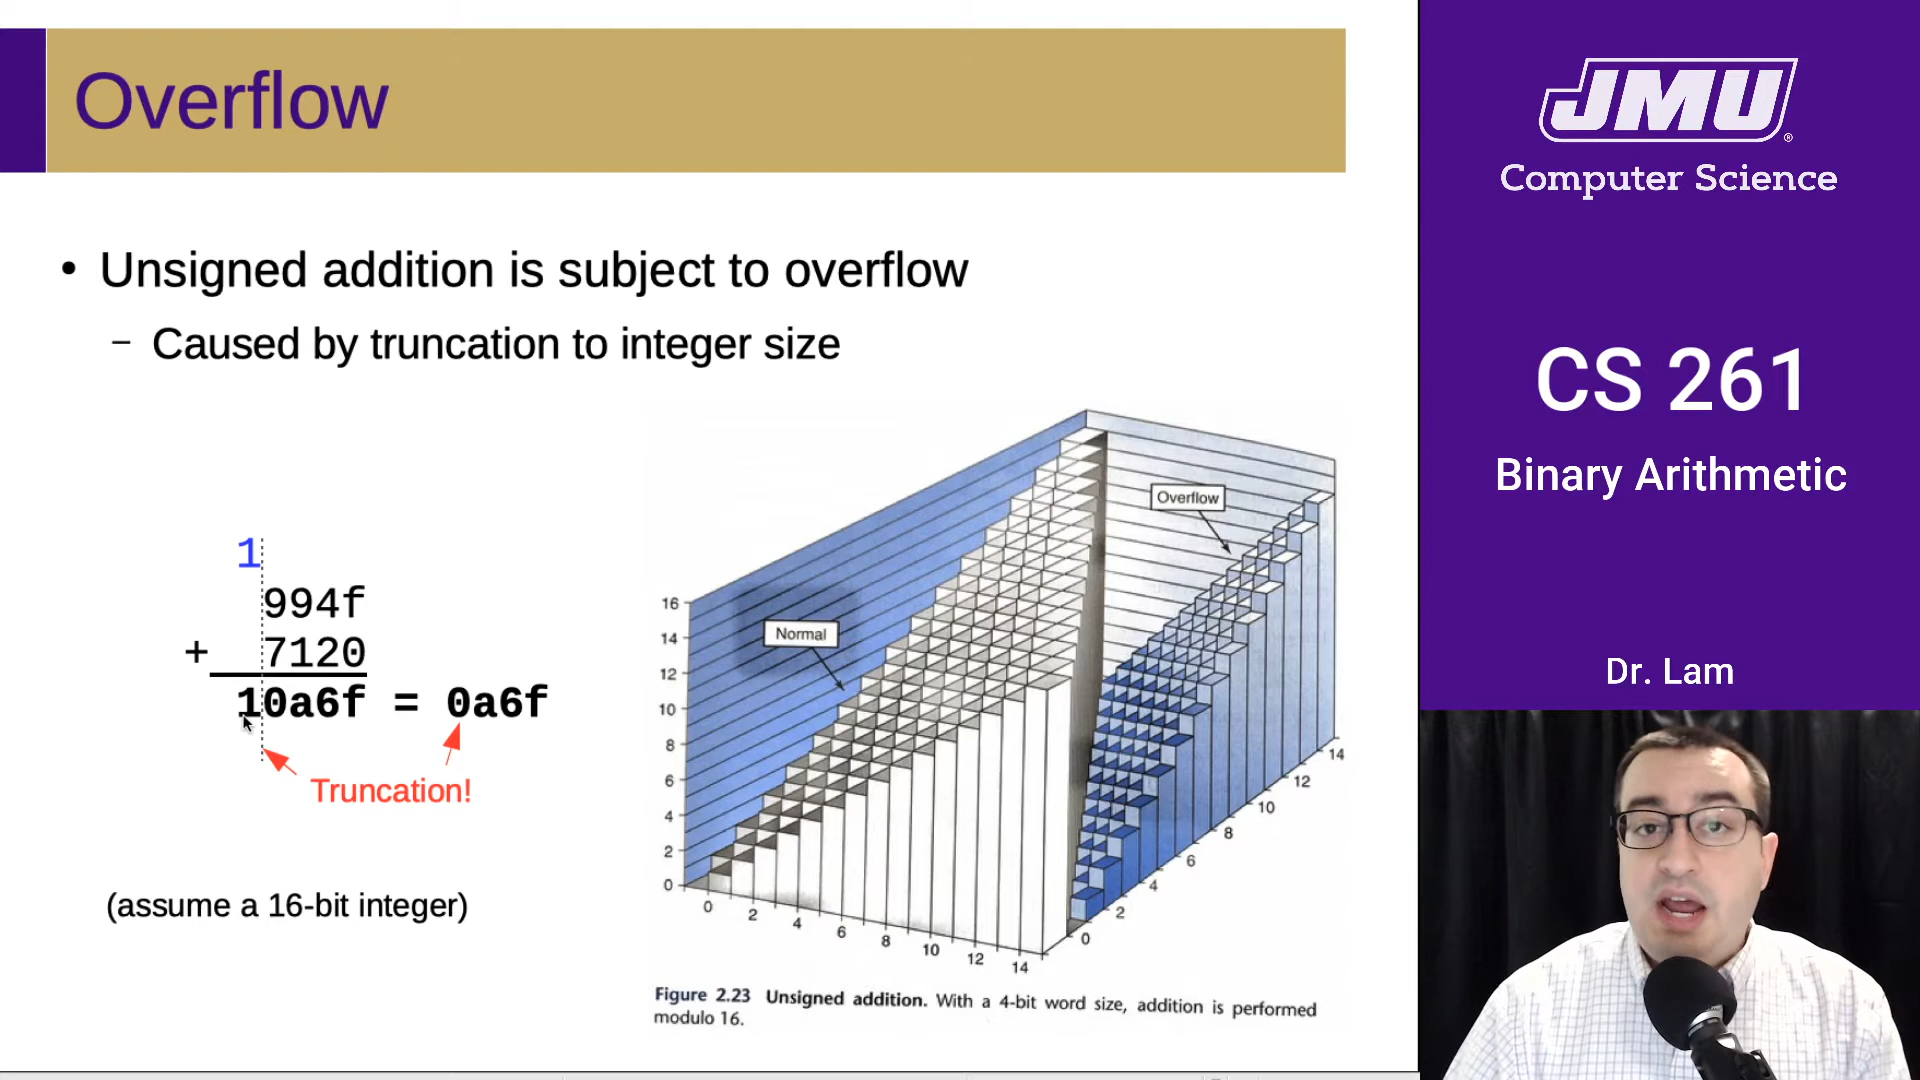 Overflow
• Unsigned addition is subject to overflow
– Caused by truncation to integer size
1
994f
+ 7120
10a6f = 0a6f
Truncation!
(assume a 16-bit integer)
Overflow
Normal
16
14
12
10
8
6
4
2
0
0
2
4
6
8
10
12
14
0
2
4
6
8
10
12
14
Figure 2.23 Unsigned addition. With a 4-bit word size, addition is performed
modulo 16.
JMU®
Computer Science
CS 261
Binary Arithmetic
Dr. Lam